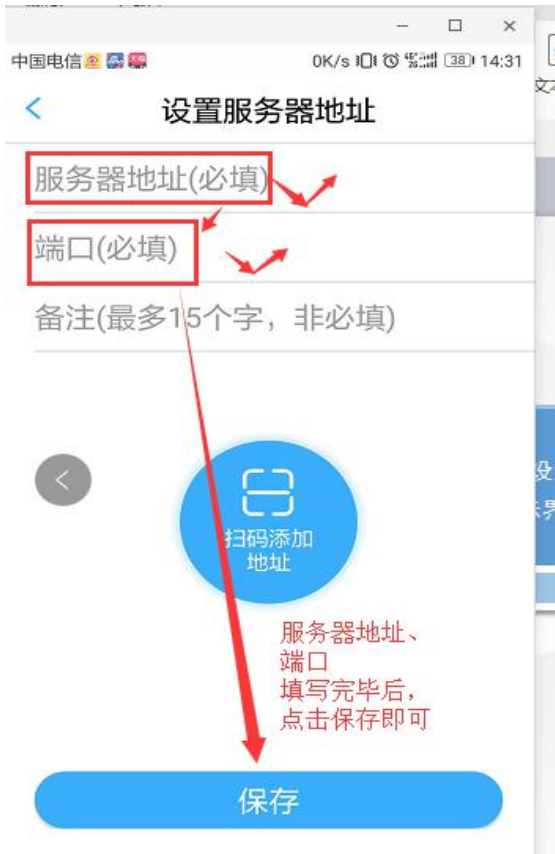 中国电信
0K/s
38
14:31
设置服务器地址
服务器地址(必填)
端口(必填)
备注(最多15个字，非必填)
扫码添加
地址
服务器地址、
端口
填写完毕后，
点击保存即可
保存